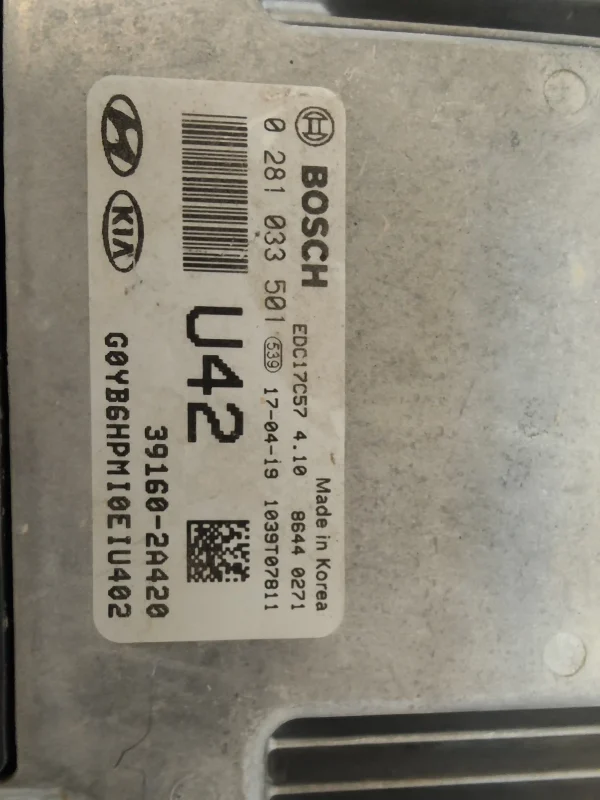 BOSCH
Made in Korea
EDC17C57 4.10 8644 0271
0 281 033 501 539 17-04-19 1039T07811
U42
39160-2A420
KIA
G0YB6HPMI0EIU402